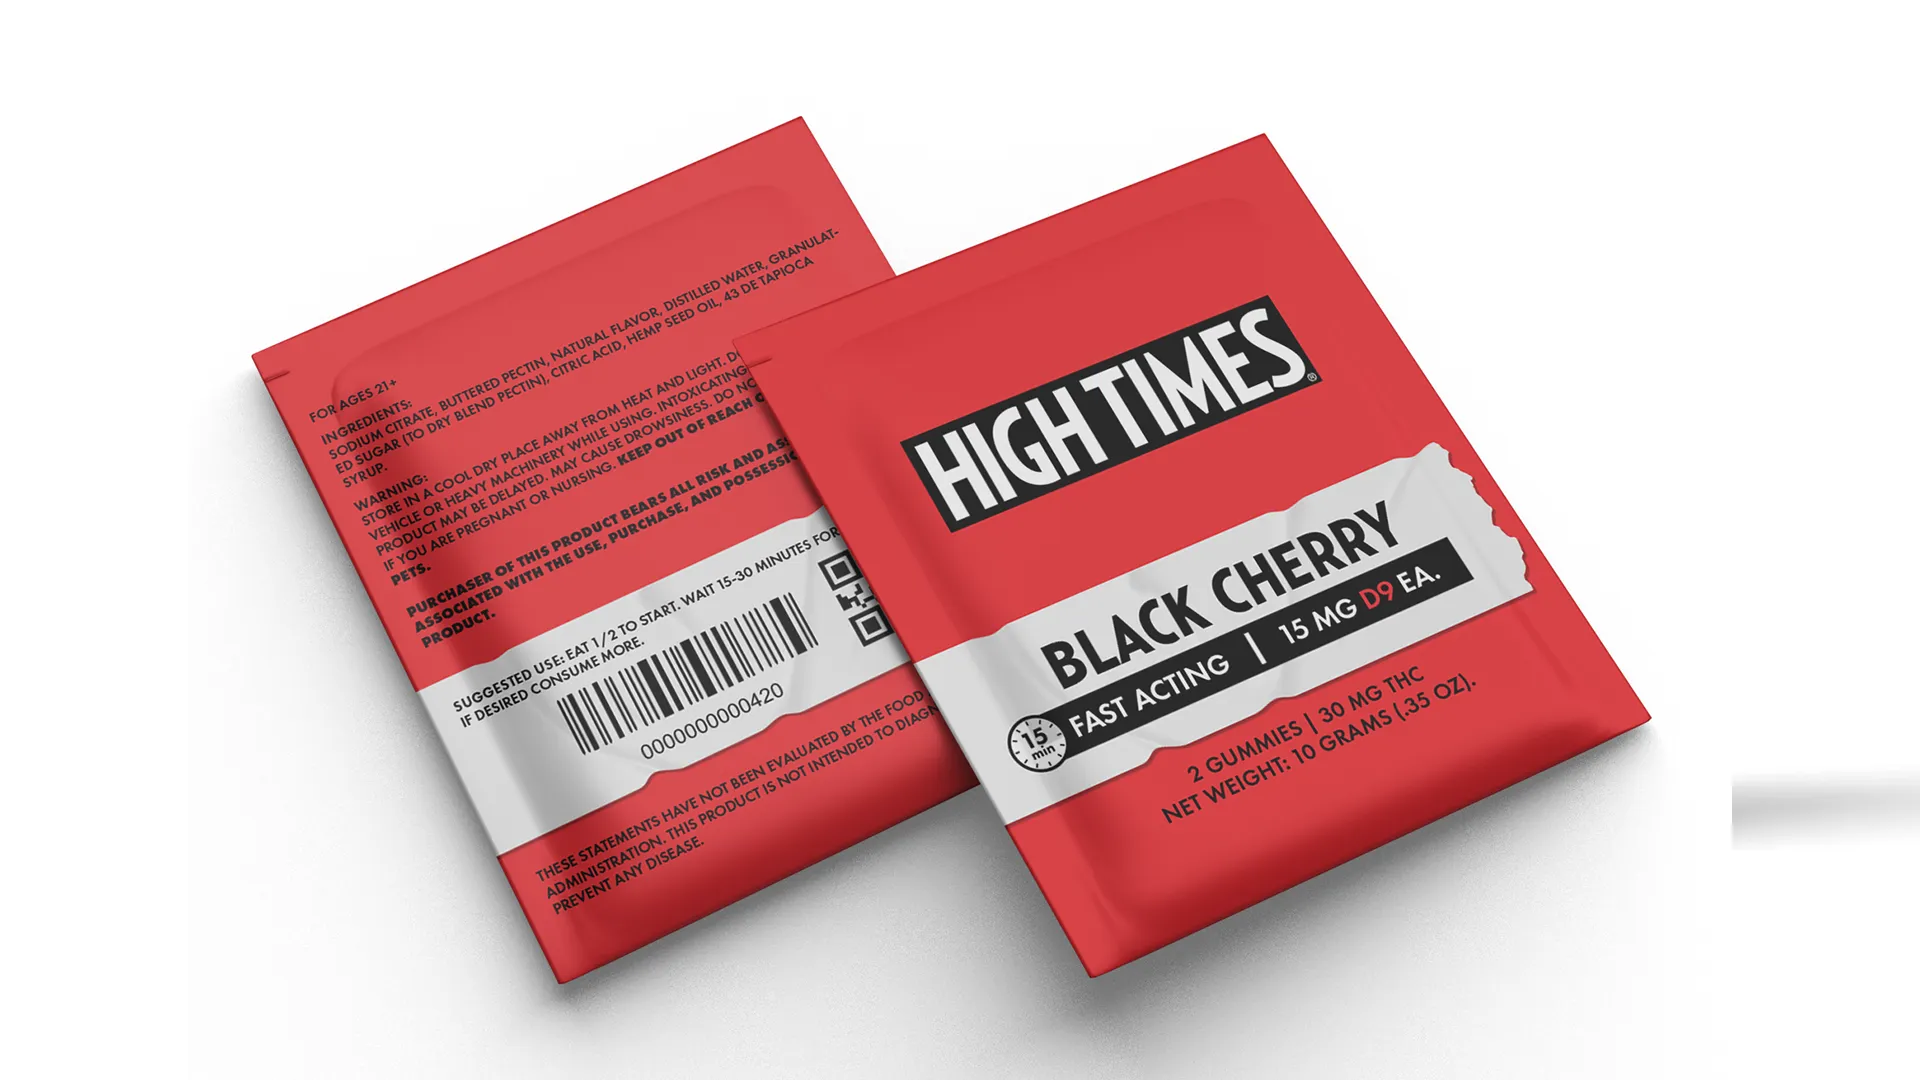 FOR AGES 21+
INGREDIENTS:
SODIUM CITRATE, BUTTERED PECTIN, NATURAL FLAVOR, DISTILLED WATER, GRANULAT-
ED SUGAR (TO DRY BLEND PECTIN), CITRIC ACID, HEMP SEED OIL, 43 DE TAPIOCA
SYRUP.
WARNING:
STORE IN A COOL DRY PLACE AWAY FROM HEAT AND LIGHT.
VEHICLE OR HEAVY MACHINERY WHILE USING. INTOXICATING
PRODUCT MAY BE DELAYED. MAY CAUSE DROWSINESS. DO
IF YOU ARE PREGNANT OR NURSING. KEEP OUT OF REACH
PETS.
PURCHASER OF THIS PRODUCT BEARS ALL RISK AND
ASSOCIATED WITH THE USE, PURCHASE, AND
PRODUCT.
SUGGESTED USE: EAT 1/2 TO START. WAIT 15-30 MINUTES FOR
IF DESIRED CONSUME MORE.
000000000420
THESE STATEMENTS HAVE NOT BEEN EVALUATED BY THE FOOD
ADMINISTRATION. THIS PRODUCT IS NOT INTENDED TO
PREVENT ANY DISEASE.
HIGH TIMES®
BLACK CHERRY
15 min FAST ACTING | 15 MG D9 EA.
2 GUMMIES | 30 MG THC
NET WEIGHT: 10 GRAMS (.35 OZ).